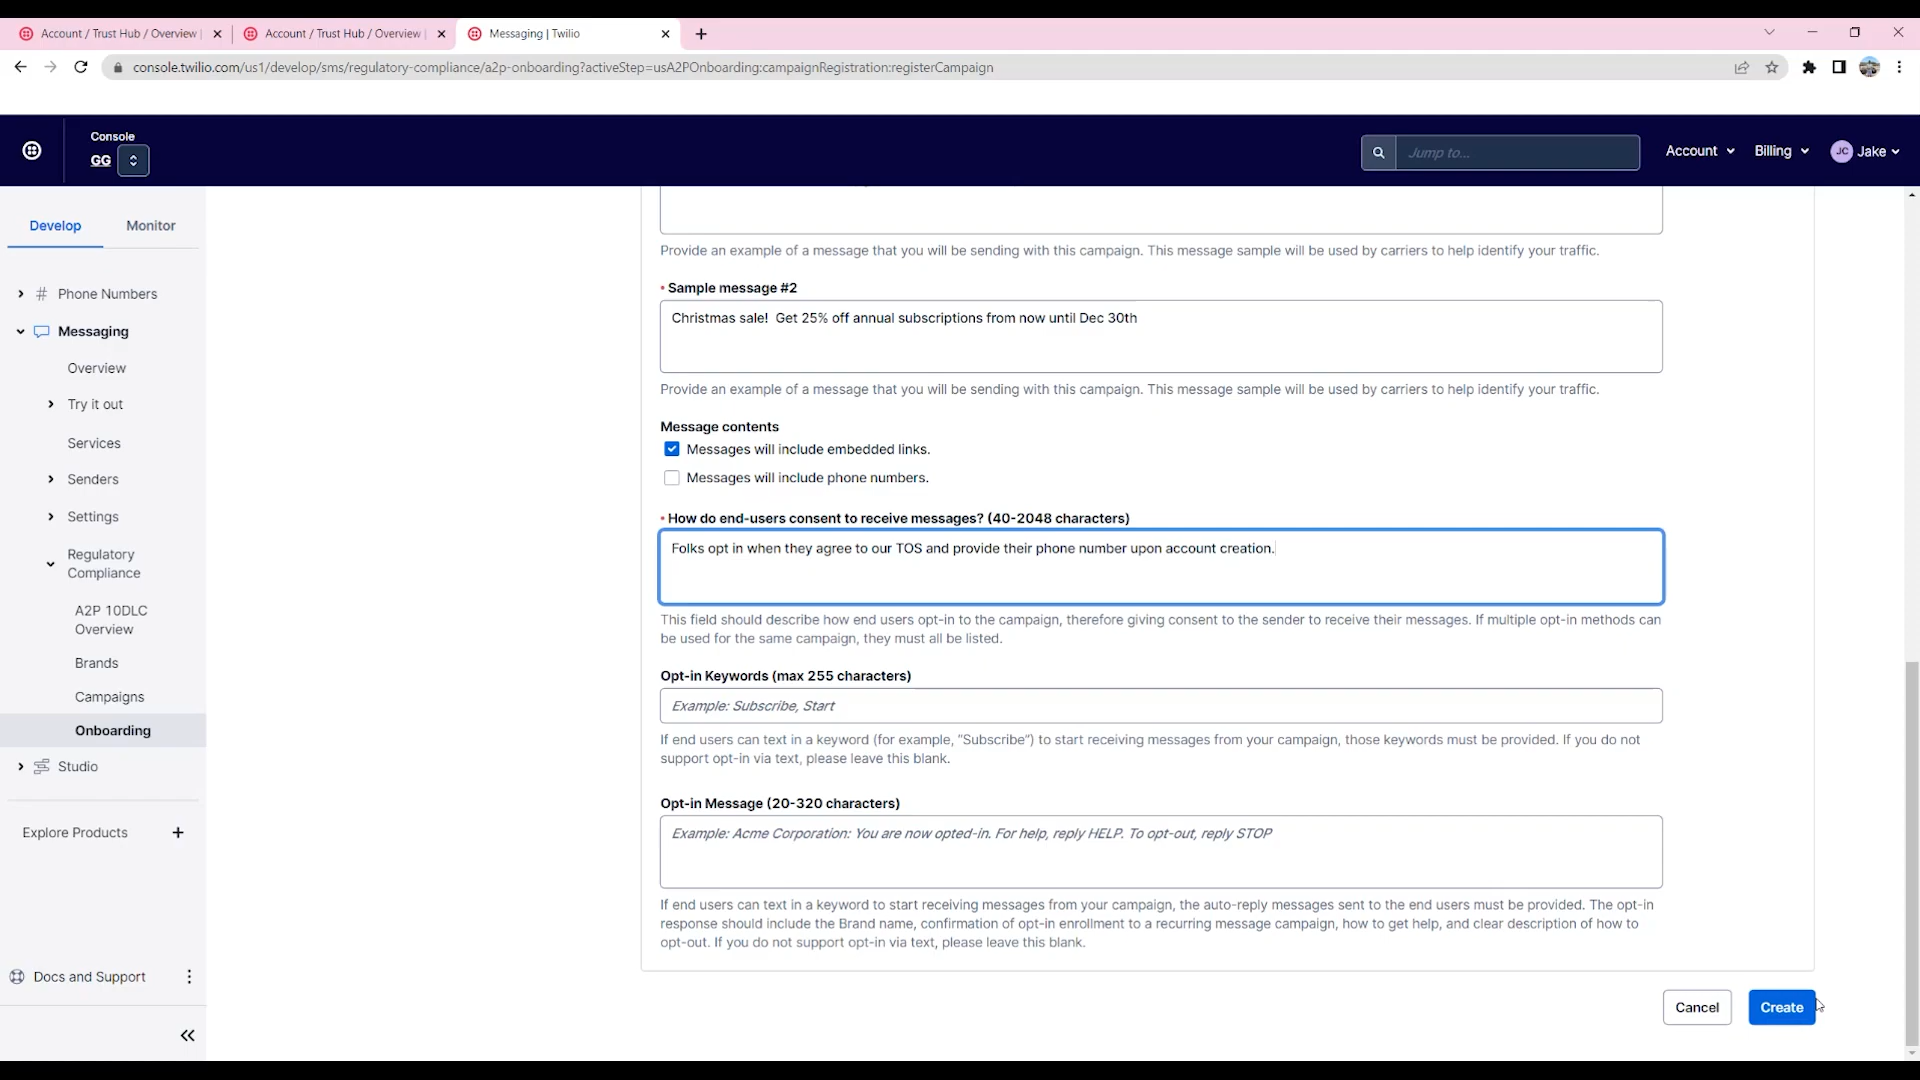 Account / Trust Hub / Overview
Account / Trust Hub / Overview
Messaging | Twilio
console.twilio.com/us1/develop/sms/regulatory-compliance/a2p-onboarding?activeStep=usA2POnboarding:campaignRegistration:registerCampaign
Console
GG
Jump to...
Account
Billing
JC Jake
Develop
Monitor
# Phone Numbers
Messaging
Overview
Try it out
Services
Senders
Settings
Regulatory
Compliance
A2P 10DLC
Overview
Brands
Campaigns
Onboarding
Studio
Explore Products +
Docs and Support
Provide an example of a message that you will be sending with this campaign. This message sample will be used by carriers to help identify your traffic.
Sample message #2
Christmas sale!  Get 25% off annual subscriptions from now until Dec 30th
Provide an example of a message that you will be sending with this campaign. This message sample will be used by carriers to help identify your traffic.
Message contents
Messages will include embedded links.
Messages will include phone numbers.
How do end-users consent to receive messages? (40-2048 characters)
Folks opt in when they agree to our TOS and provide their phone number upon account creation.
This field should describe how end users opt-in to the campaign, therefore giving consent to the sender to receive their messages. If multiple opt-in methods can
be used for the same campaign, they must all be listed.
Opt-in Keywords (max 255 characters)
Example: Subscribe, Start
If end users can text in a keyword (for example, "Subscribe") to start receiving messages from your campaign, those keywords must be provided. If you do not
support opt-in via text, please leave this blank.
Opt-in Message (20-320 characters)
Example: Acme Corporation: You are now opted-in. For help, reply HELP. To opt-out, reply STOP
If end users can text in a keyword to start receiving messages from your campaign, the auto-reply messages sent to the end users must be provided. The opt-in
response should include the Brand name, confirmation of opt-in enrollment to a recurring message campaign, how to get help, and clear description of how to
opt-out. If you do not support opt-in via text, please leave this blank.
Cancel
Create